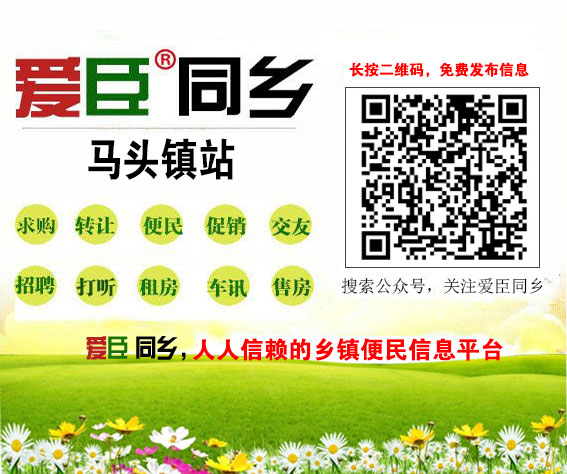 爱臣®同乡
马头镇站
求购 转让 便民 促销 交友
招聘 打听 租房 车讯 售房
长按二维码，免费发布信息
搜索公众号，关注爱臣同乡
爱臣同乡，人人信赖的乡镇便民信息平台